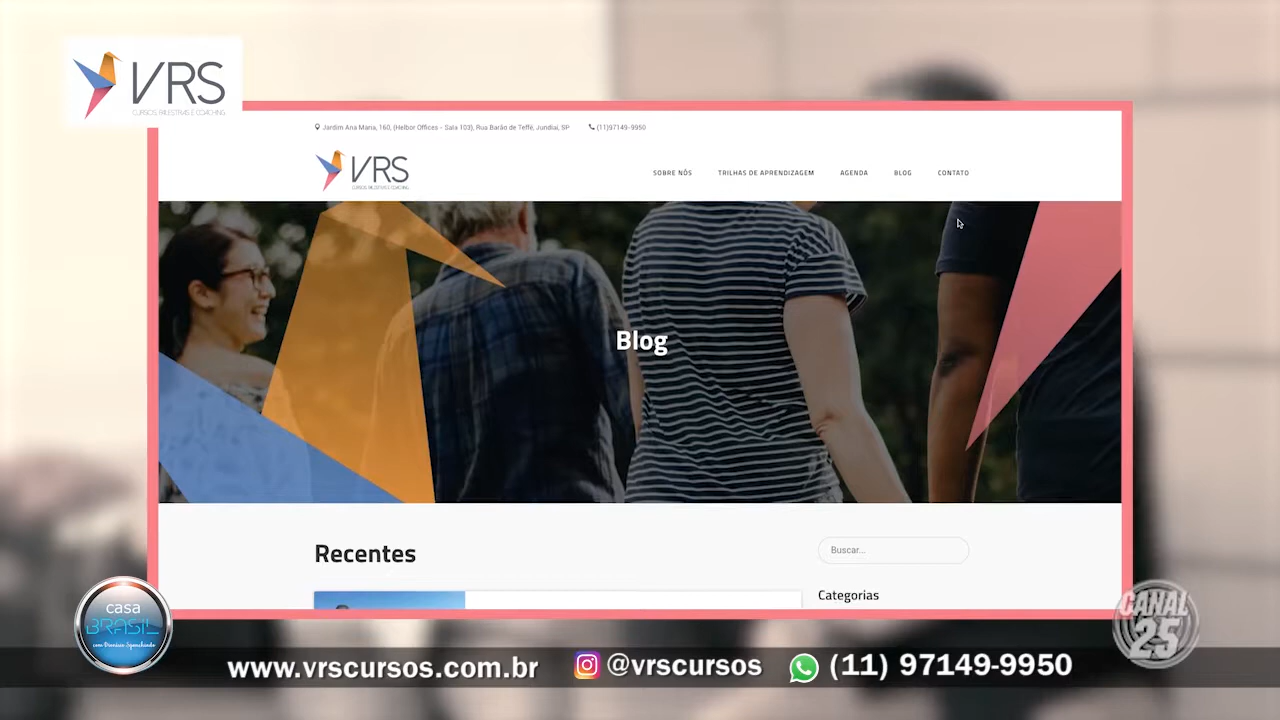 VRS
CURSOS, PALESTRAS E COACHING
Jardim Ana Maria, 160, (Helbor Offices - Sala 103), Rua Barão de Teffé, Jundiaí, SP
(11)97149-9950
VRS
CURSOS, PALESTRAS E COACHING
SOBRE NÓS
TRILHAS DE APRENDIZAGEM
AGENDA
BLOG
CONTATO
Blog
Recentes
Buscar...
Categorias
casa
BRASIL
CANAL
25
www.vrscursos.com.br
@vrscursos
(11) 97149-9950